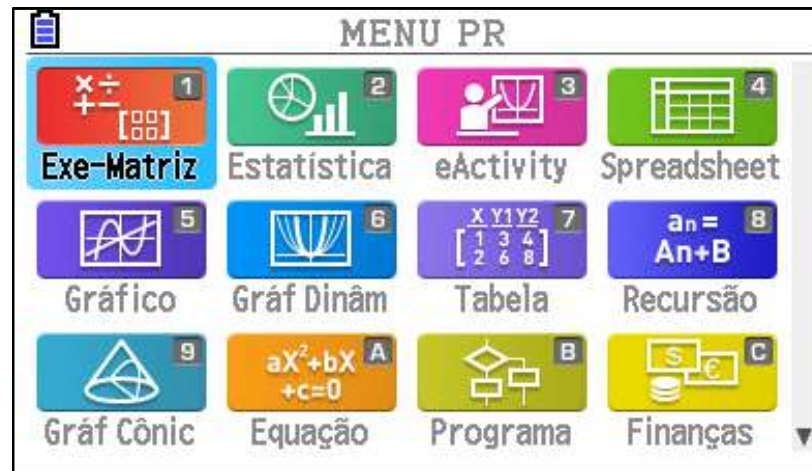 MENU PR
×÷ 1
+− [88]
2
3
4
Exe-Matriz Estatística eActivity Spreadsheet
5
6
X Y1 Y2 7
1 3 4
2 6 8
an= 8
An+B
Gráfico Gráf Dinâm Tabela Recursão
9
aX²+bX A
+c=0
B
$ € C
Gráf Cônic Equação Programa Finanças